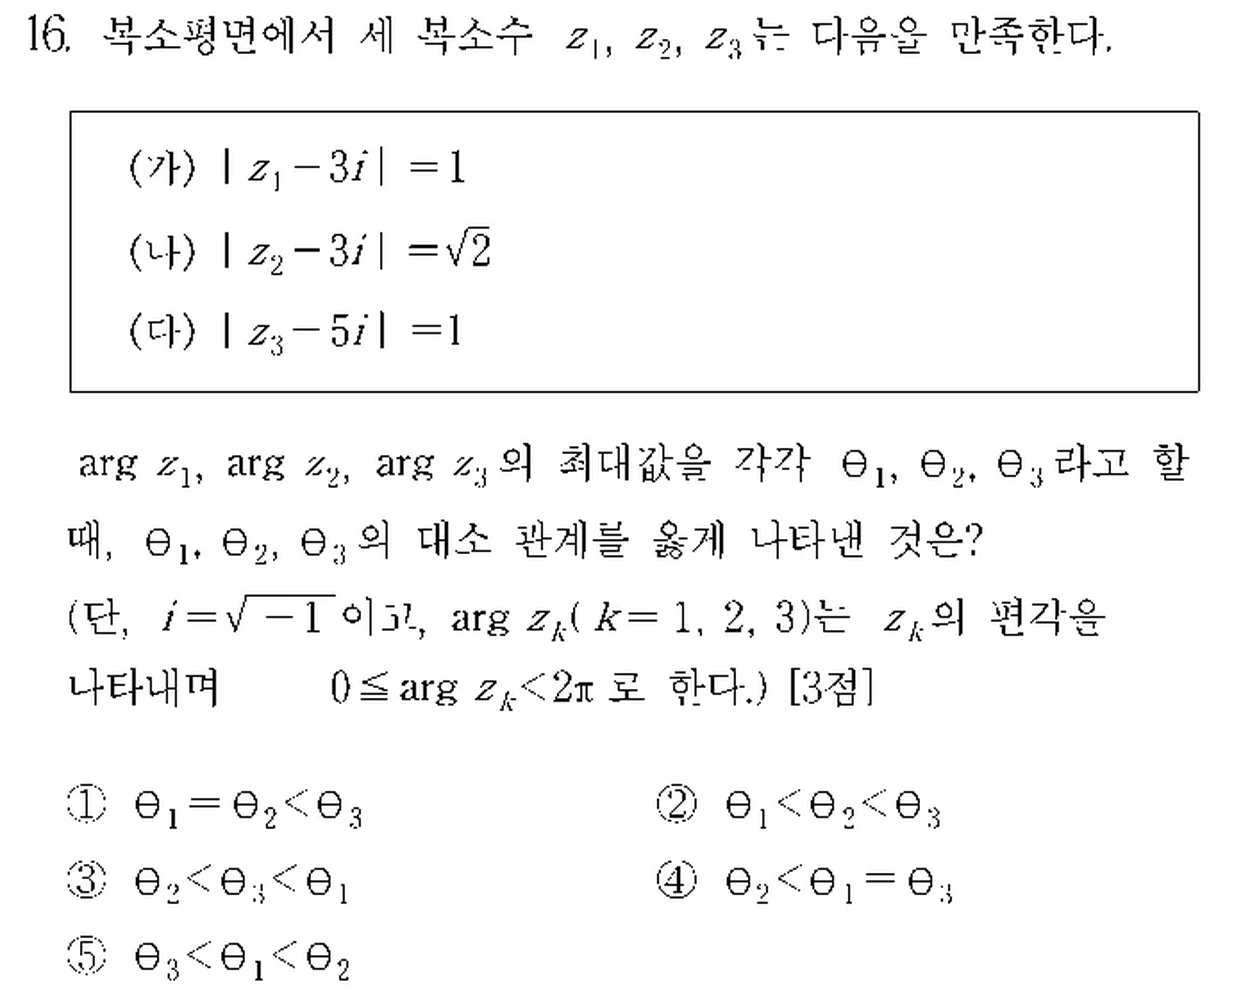 16. 복소평면에서 세 복소수 z₁, z₂, z₃는 다음을 만족한다.
(가) | z₁ − 3i | = 1
(나) | z₂ − 3i | = √2
(다) | z₃ − 5i | = 1
arg z₁, arg z₂, arg z₃의 최대값을 각각 θ₁, θ₂, θ₃라고 할
때, θ₁, θ₂, θ₃의 대소 관계를 옳게 나타낸 것은?
(단, i = √−1 이고, arg zₖ( k = 1, 2, 3)는 zₖ의 편각을
나타내며 0 ≦ arg zₖ < 2π 로 한다.) [3점]
① θ₁ = θ₂ < θ₃ ② θ₁ < θ₂ < θ₃
③ θ₂ < θ₃ < θ₁ ④ θ₂ < θ₁ = θ₃
⑤ θ₃ < θ₁ < θ₂